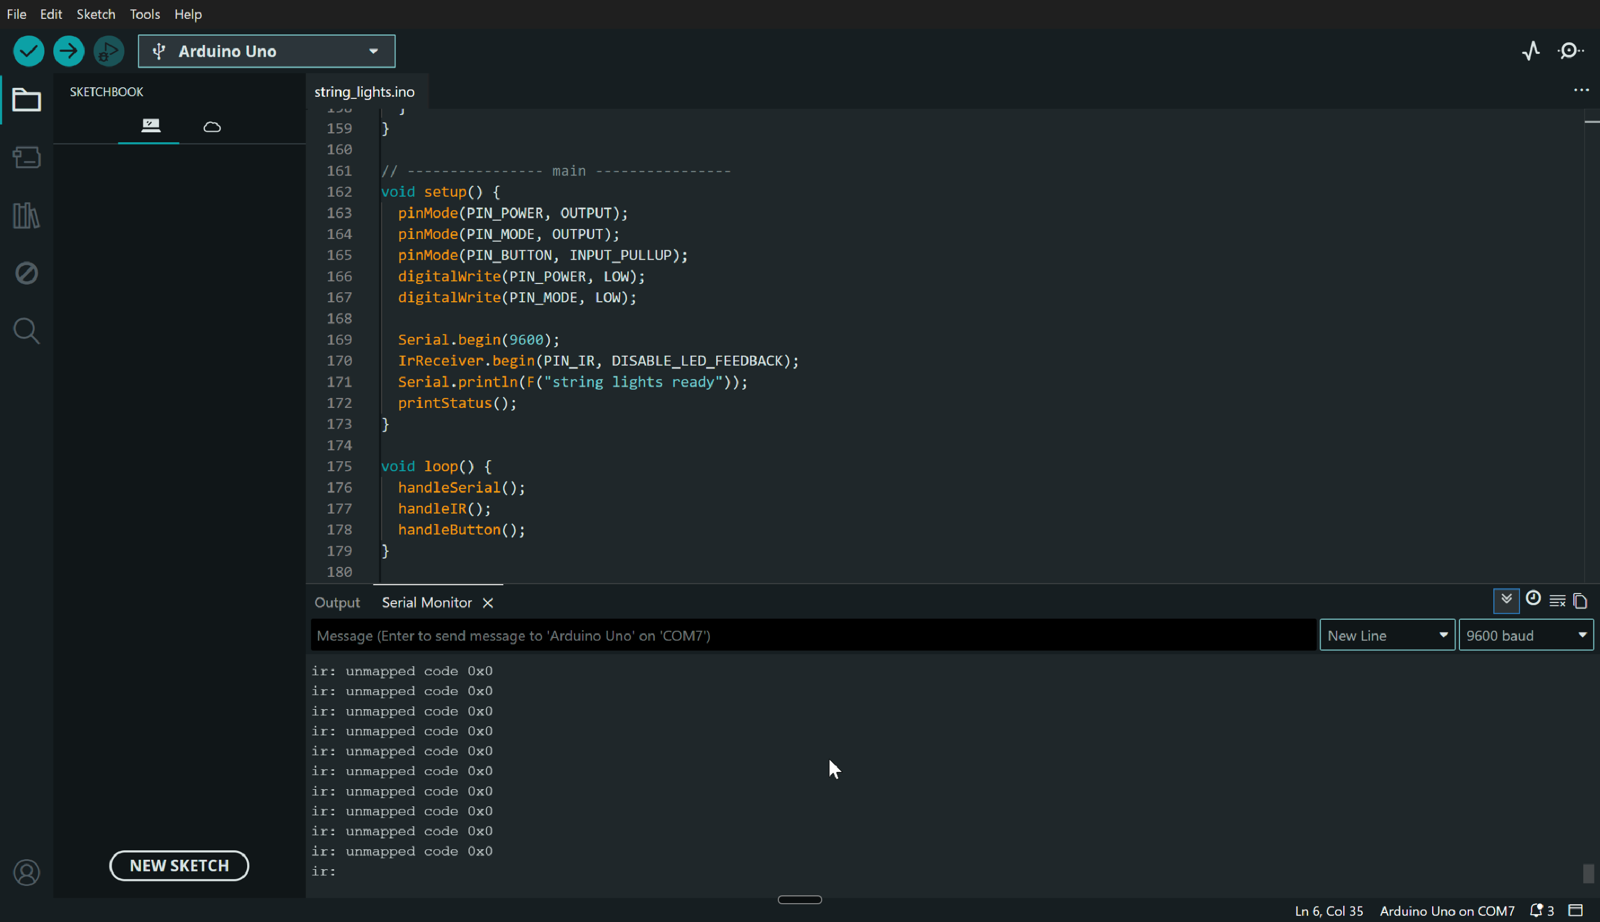 File Edit Sketch Tools Help
Arduino Uno
SKETCHBOOK
string_lights.ino
159 }
160
161 // ---------------- main ----------------
162 void setup() {
163 pinMode(PIN_POWER, OUTPUT);
164 pinMode(PIN_MODE, OUTPUT);
165 pinMode(PIN_BUTTON, INPUT_PULLUP);
166 digitalWrite(PIN_POWER, LOW);
167 digitalWrite(PIN_MODE, LOW);
168
169 Serial.begin(9600);
170 IrReceiver.begin(PIN_IR, DISABLE_LED_FEEDBACK);
171 Serial.println(F("string lights ready"));
172 printStatus();
173 }
174
175 void loop() {
176 handleSerial();
177 handleIR();
178 handleButton();
179 }
180
Output Serial Monitor
Message (Enter to send message to 'Arduino Uno' on 'COM7') New Line 9600 baud
ir: unmapped code 0x0
ir: unmapped code 0x0
ir: unmapped code 0x0
ir: unmapped code 0x0
ir: unmapped code 0x0
ir: unmapped code 0x0
ir: unmapped code 0x0
ir: unmapped code 0x0
ir: unmapped code 0x0
ir: unmapped code 0x0
ir:
NEW SKETCH
Ln 6, Col 35 Arduino Uno on COM7 3